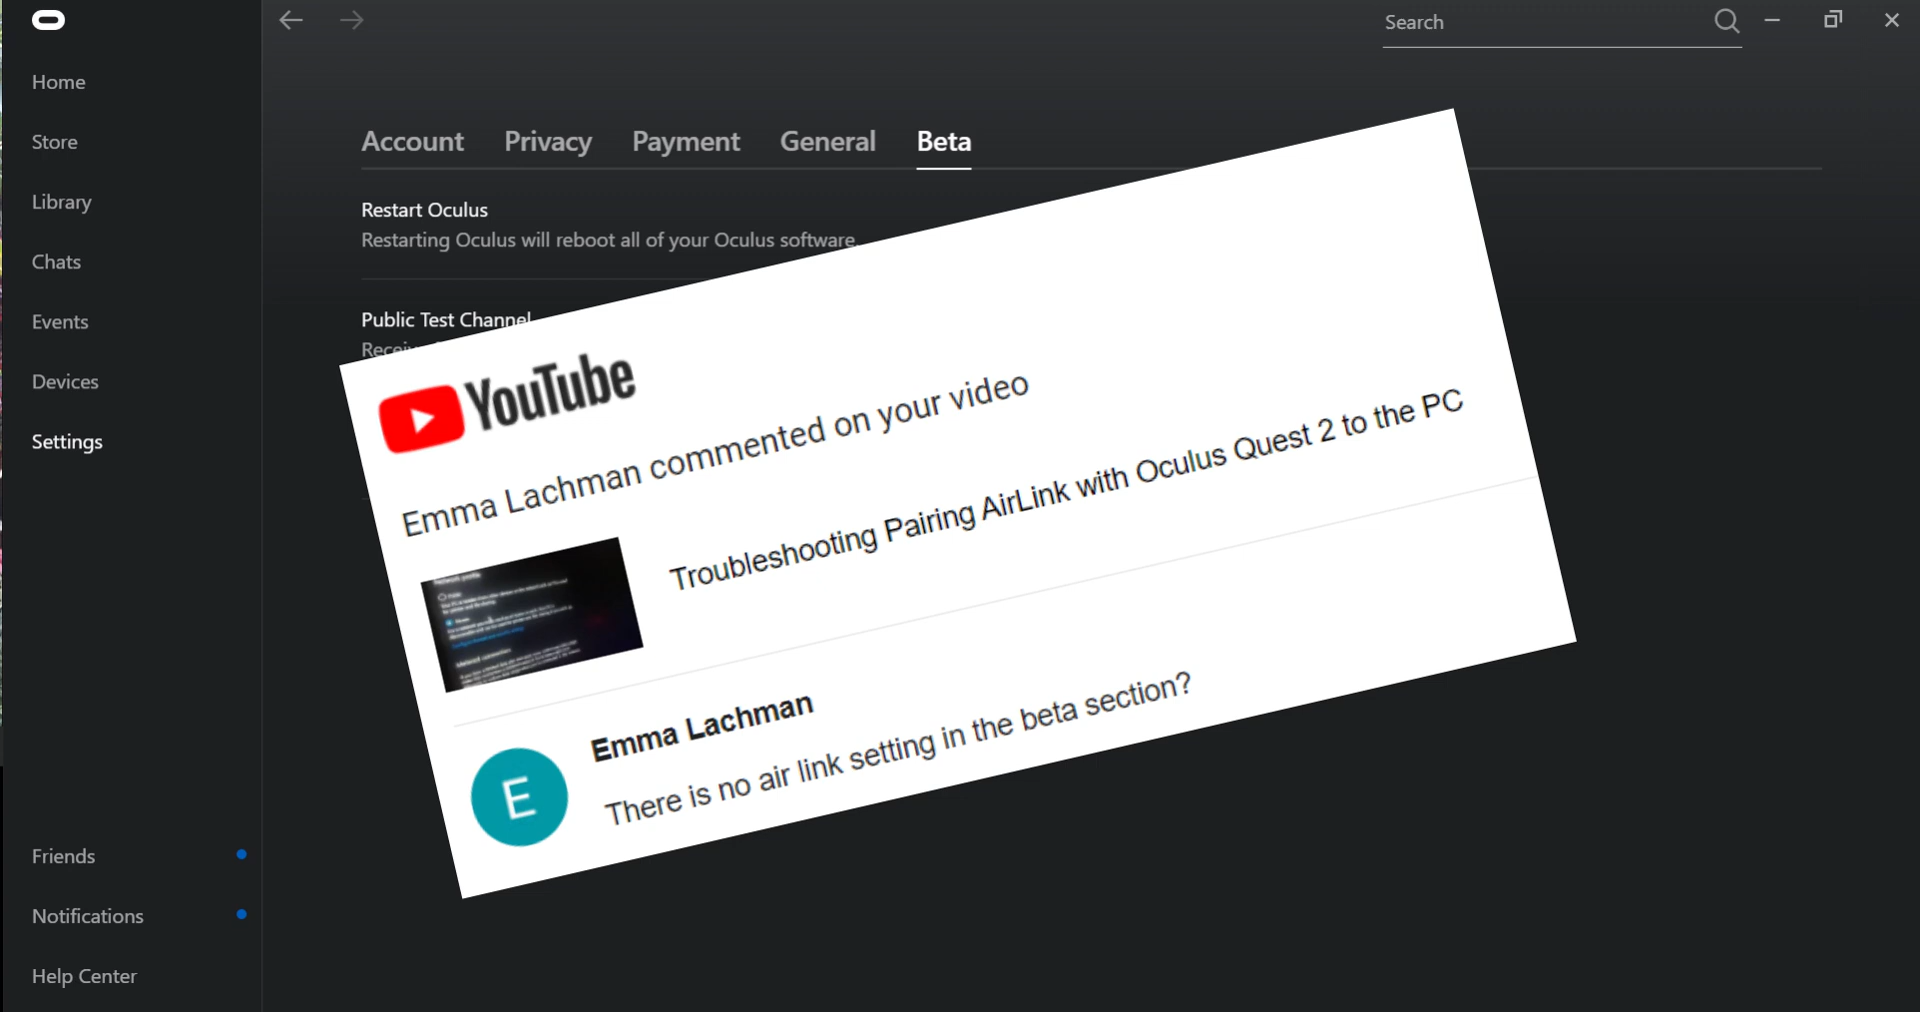 Search
Home
Store
Library
Chats
Events
Devices
Settings
Friends
Notifications
Help Center
Account Privacy Payment General Beta
Restart Oculus
Restarting Oculus will reboot all of your Oculus software.
Public Test Channel
YouTube
Emma Lachman commented on your video
Troubleshooting Pairing AirLink with Oculus Quest 2 to the PC
E
Emma Lachman
There is no air link setting in the beta section?